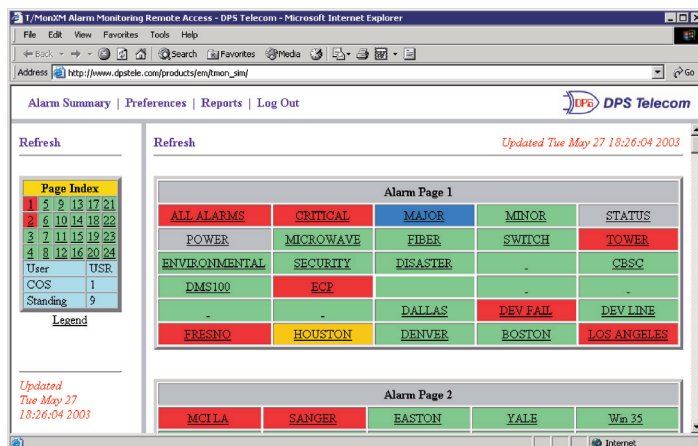 T/MonXM Alarm Monitoring Remote Access - DPS Telecom - Microsoft Internet Explorer
File Edit View Favorites Tools Help
Back Search Favorites Media
Address http://www.dpstele.com/products/em/tmon_sim/ Go
Alarm Summary | Preferences | Reports | Log Out
DPS DPS Telecom
Refresh
Page Index
1 5 9 13 17 21
2 6 10 14 18 22
3 7 11 15 19 23
4 8 12 16 20 24
User USR
COS 1
Standing 9
Legend
Updated
Tue May 27
18:26:04 2003
Refresh Updated Tue May 27 18:26:04 2003
Alarm Page 1
ALL ALARMS CRITICAL MAJOR MINOR STATUS
POWER MICROWAVE FIBER SWITCH TOWER
ENVIRONMENTAL SECURITY DISASTER - CBSC
DMS100 ECP - -
- - DALLAS DEV FAIL DEV LINE
FRESNO HOUSTON DENVER BOSTON LOS ANGELES
Alarm Page 2
MCI LA SANGER EASTON YALE Win 35
Internet